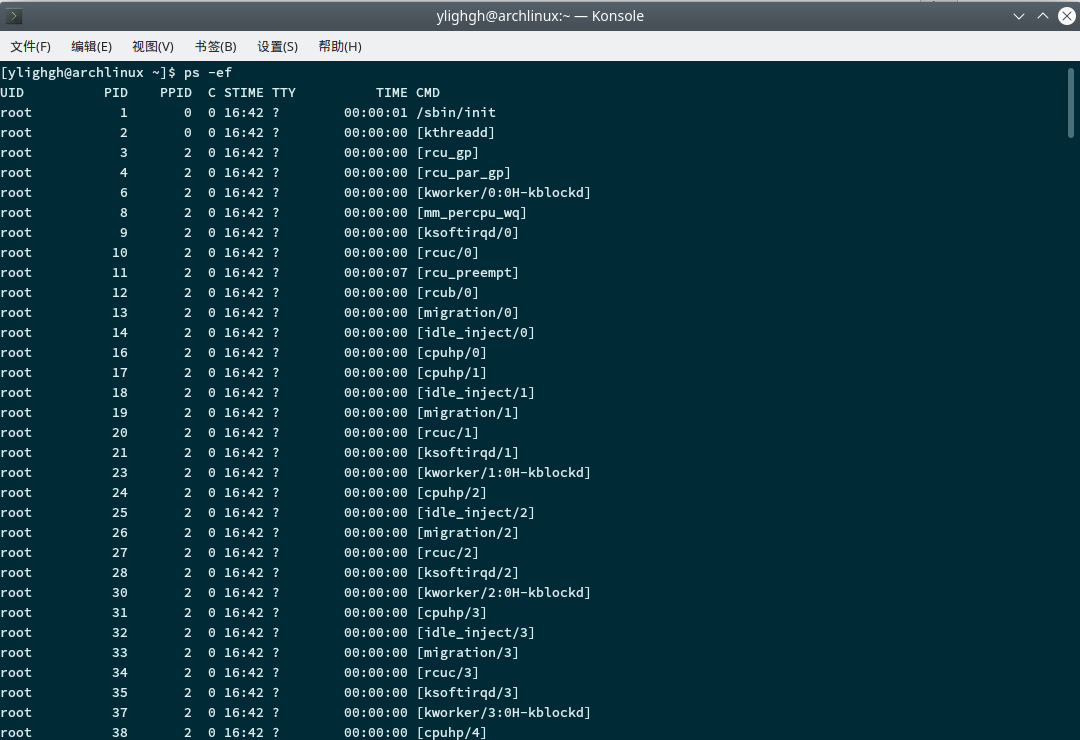 ylighgh@archlinux:~ — Konsole
文件(F) 编辑(E) 视图(V) 书签(B) 设置(S) 帮助(H)
[ylighgh@archlinux ~]$ ps -ef
UID          PID    PPID  C STIME TTY          TIME CMD
root           1       0  0 16:42 ?        00:00:01 /sbin/init
root           2       0  0 16:42 ?        00:00:00 [kthreadd]
root           3       2  0 16:42 ?        00:00:00 [rcu_gp]
root           4       2  0 16:42 ?        00:00:00 [rcu_par_gp]
root           6       2  0 16:42 ?        00:00:00 [kworker/0:0H-kblockd]
root           8       2  0 16:42 ?        00:00:00 [mm_percpu_wq]
root           9       2  0 16:42 ?        00:00:00 [ksoftirqd/0]
root          10       2  0 16:42 ?        00:00:00 [rcuc/0]
root          11       2  0 16:42 ?        00:00:07 [rcu_preempt]
root          12       2  0 16:42 ?        00:00:00 [rcub/0]
root          13       2  0 16:42 ?        00:00:00 [migration/0]
root          14       2  0 16:42 ?        00:00:00 [idle_inject/0]
root          16       2  0 16:42 ?        00:00:00 [cpuhp/0]
root          17       2  0 16:42 ?        00:00:00 [cpuhp/1]
root          18       2  0 16:42 ?        00:00:00 [idle_inject/1]
root          19       2  0 16:42 ?        00:00:00 [migration/1]
root          20       2  0 16:42 ?        00:00:00 [rcuc/1]
root          21       2  0 16:42 ?        00:00:00 [ksoftirqd/1]
root          23       2  0 16:42 ?        00:00:00 [kworker/1:0H-kblockd]
root          24       2  0 16:42 ?        00:00:00 [cpuhp/2]
root          25       2  0 16:42 ?        00:00:00 [idle_inject/2]
root          26       2  0 16:42 ?        00:00:00 [migration/2]
root          27       2  0 16:42 ?        00:00:00 [rcuc/2]
root          28       2  0 16:42 ?        00:00:00 [ksoftirqd/2]
root          30       2  0 16:42 ?        00:00:00 [kworker/2:0H-kblockd]
root          31       2  0 16:42 ?        00:00:00 [cpuhp/3]
root          32       2  0 16:42 ?        00:00:00 [idle_inject/3]
root          33       2  0 16:42 ?        00:00:00 [migration/3]
root          34       2  0 16:42 ?        00:00:00 [rcuc/3]
root          35       2  0 16:42 ?        00:00:00 [ksoftirqd/3]
root          37       2  0 16:42 ?        00:00:00 [kworker/3:0H-kblockd]
root          38       2  0 16:42 ?        00:00:00 [cpuhp/4]